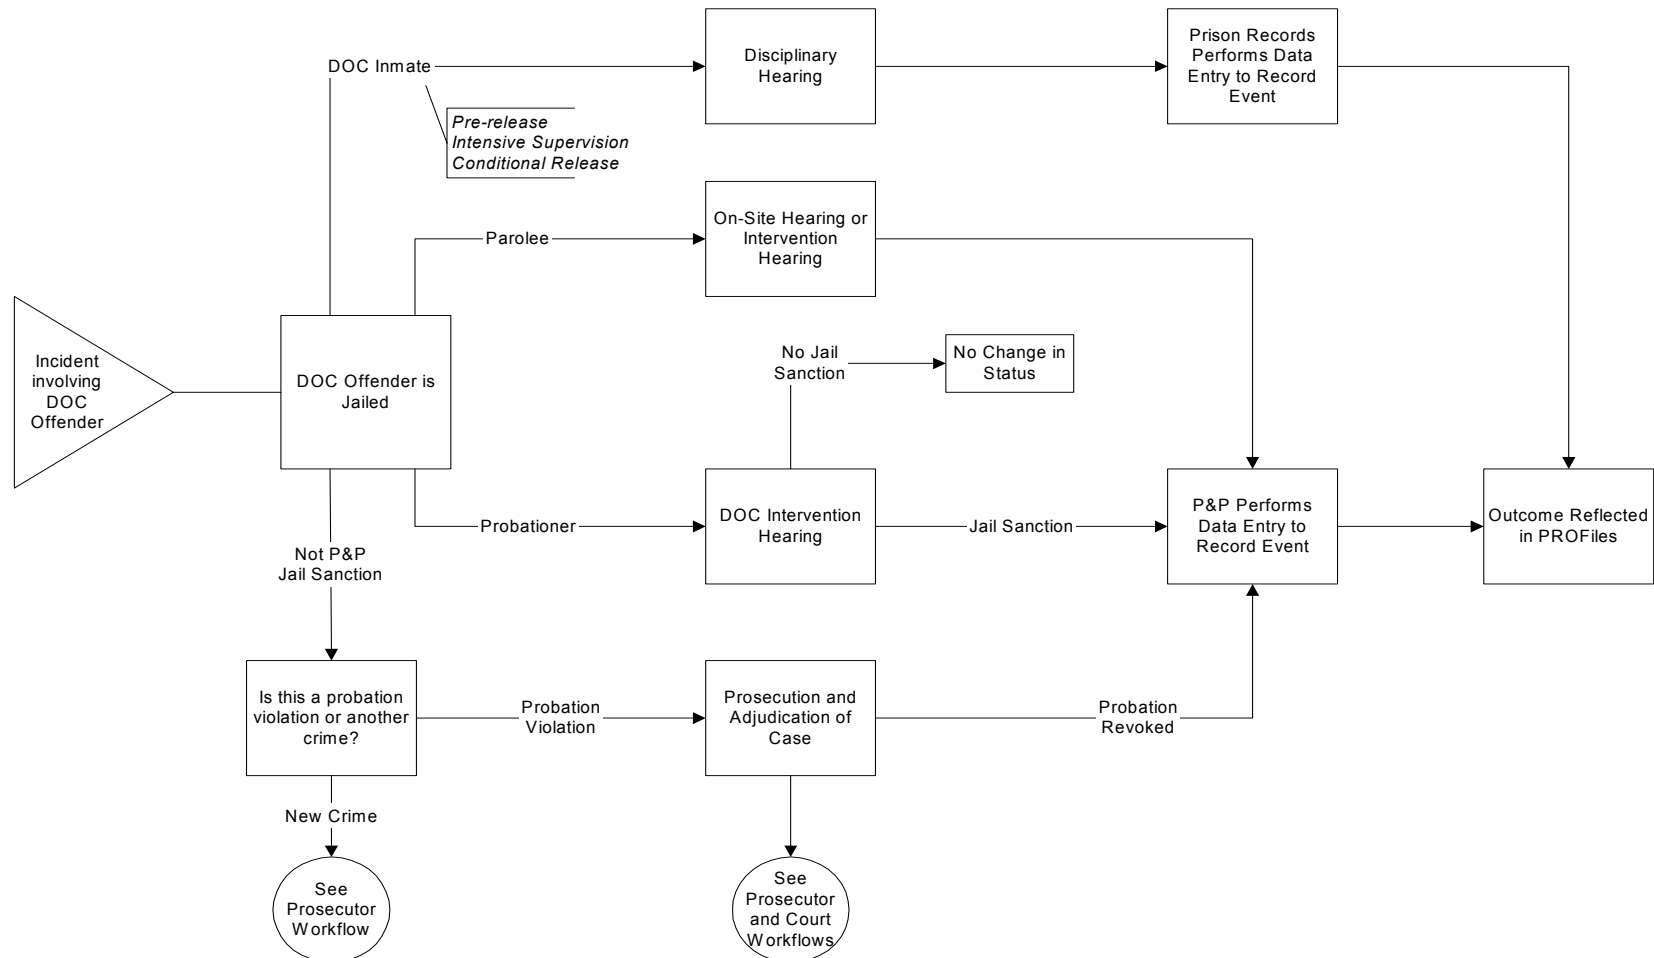 DOC Inmate
Disciplinary
Hearing
Prison Records
Performs Data
Entry to Record
Event
Pre-release
Intensive Supervision
Conditional Release
Parolee
On-Site Hearing or
Intervention
Hearing
Incident
involving
DOC
Offender
DOC Offender is
Jailed
No Jail
Sanction
No Change in
Status
Probationer
DOC Intervention
Hearing
Jail Sanction
P&P Performs
Data Entry to
Record Event
Outcome Reflected
in PROFiles
Not P&P
Jail Sanction
Is this a probation
violation or another
crime?
Probation
Violation
Prosecution and
Adjudication of
Case
Probation
Revoked
New Crime
See
Prosecutor
Workflow
See
Prosecutor
and Court
Workflows